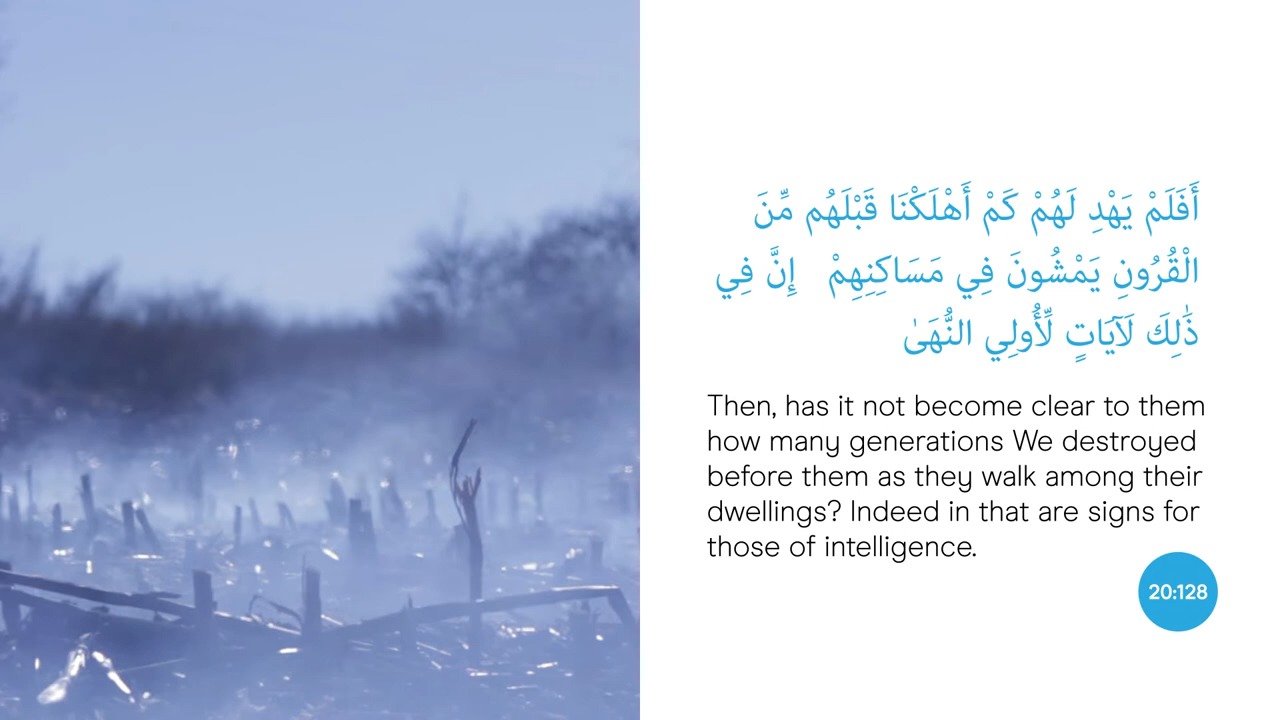 أَفَلَمْ يَهْدِ لَهُمْ كَمْ أَهْلَكْنَا قَبْلَهُم مِّنَ
الْقُرُونِ يَمْشُونَ فِي مَسَاكِنِهِمْ إِنَّ فِي
ذَٰلِكَ لَآيَاتٍ لِّأُولِي النُّهَىٰ
Then, has it not become clear to them
how many generations We destroyed
before them as they walk among their
dwellings? Indeed in that are signs for
those of intelligence.
20:128